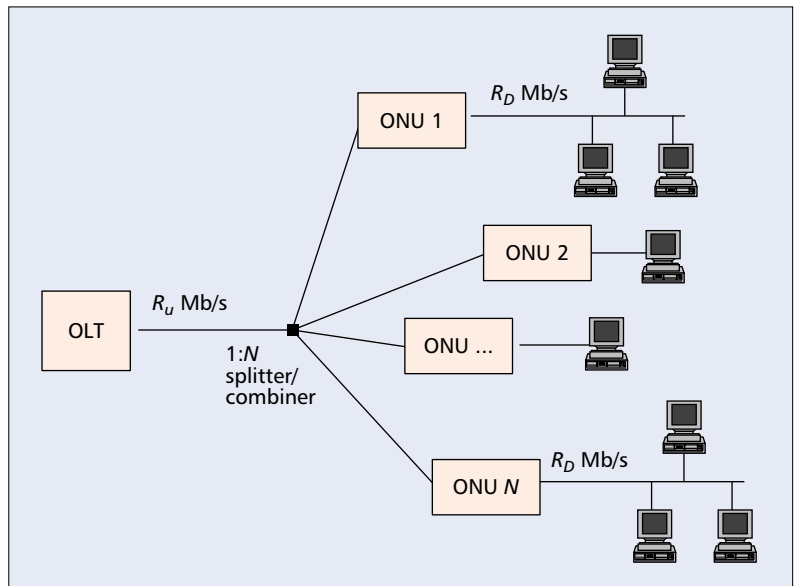 R_D Mb/s
ONU 1
ONU 2
R_u Mb/s
OLT
ONU ...
1:N
splitter/
combiner
R_D Mb/s
ONU N